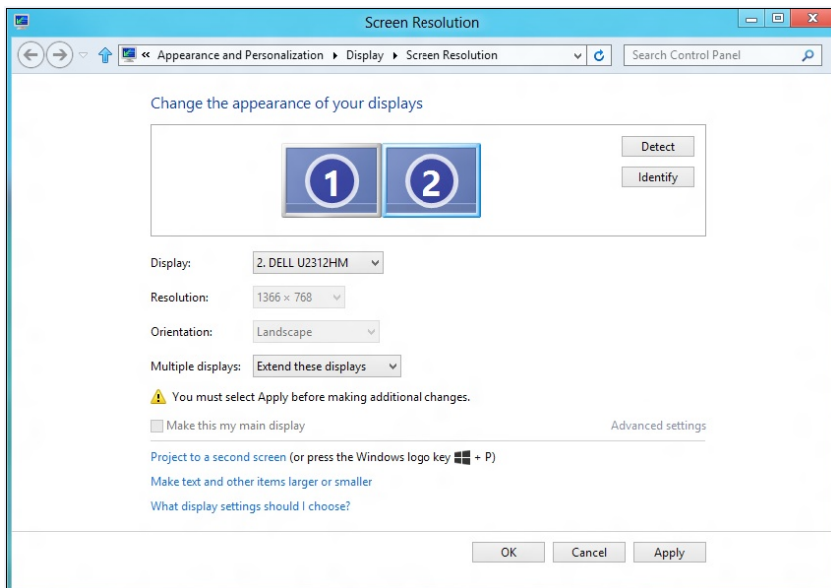 Screen Resolution
« Appearance and Personalization ▸ Display ▸ Screen Resolution
Search Control Panel
Change the appearance of your displays
1 2
Detect
Identify
Display: 2. DELL U2312HM
Resolution: 1366 × 768
Orientation: Landscape
Multiple displays: Extend these displays
You must select Apply before making additional changes.
Make this my main display
Advanced settings
Project to a second screen (or press the Windows logo key + P)
Make text and other items larger or smaller
What display settings should I choose?
OK Cancel Apply